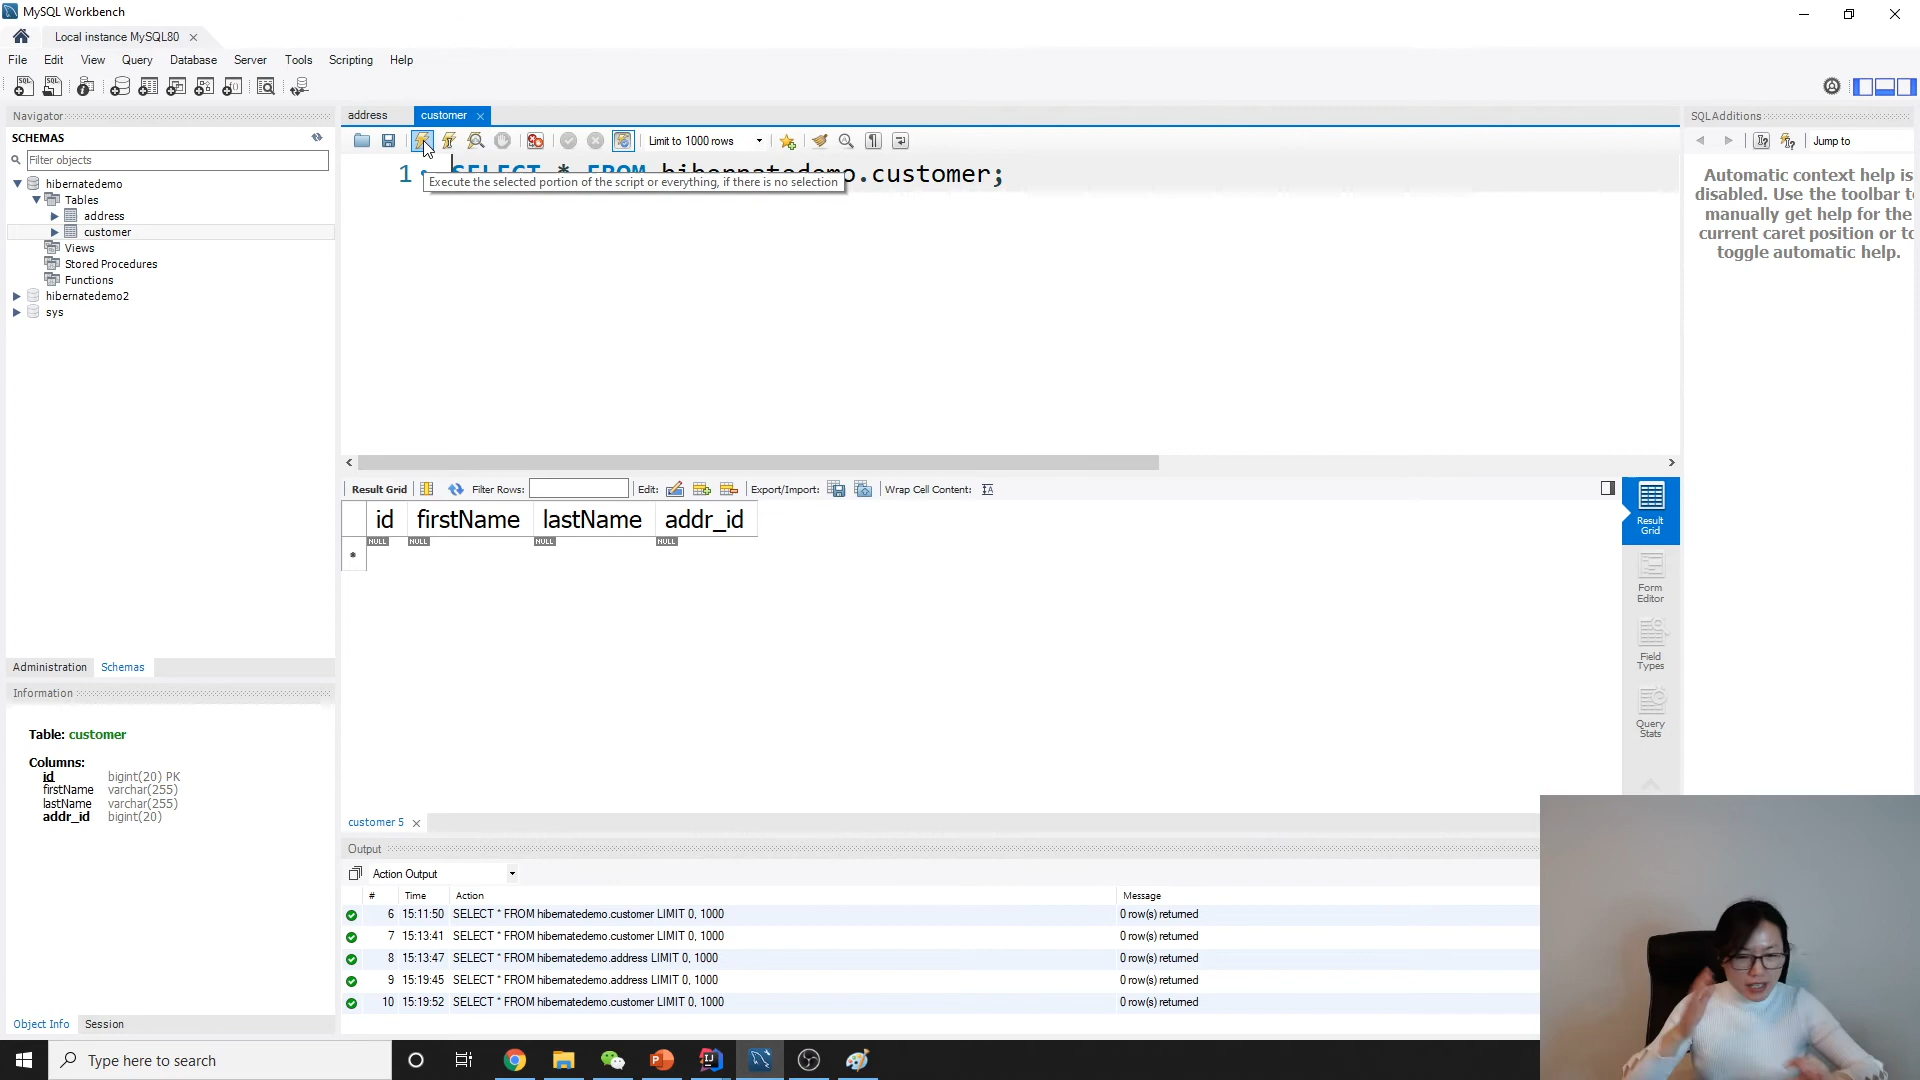 MySQL Workbench
Local instance MySQL80
File Edit View Query Database Server Tools Scripting Help
Navigator
SCHEMAS
Filter objects
hibernatedemo
Tables
address
customer
Views
Stored Procedures
Functions
hibernatedemo2
sys
Administration Schemas
Information
Table: customer
Columns:
id bigint(20) PK
firstName varchar(255)
lastName varchar(255)
addr_id bigint(20)
Object Info Session
address customer
Limit to 1000 rows
1 SELECT * FROM hibernatedemo.customer;
Execute the selected portion of the script or everything, if there is no selection
Result Grid Filter Rows: Edit: Export/Import: Wrap Cell Content:
id firstName lastName addr_id
NULL NULL NULL NULL
Result
Grid
Form
Editor
Field
Types
Query
Stats
customer 5
Output
Action Output
# Time Action Message
6 15:11:50 SELECT * FROM hibernatedemo.customer LIMIT 0, 1000 0 row(s) returned
7 15:13:41 SELECT * FROM hibernatedemo.customer LIMIT 0, 1000 0 row(s) returned
8 15:13:47 SELECT * FROM hibernatedemo.address LIMIT 0, 1000 0 row(s) returned
9 15:19:45 SELECT * FROM hibernatedemo.address LIMIT 0, 1000 0 row(s) returned
10 15:19:52 SELECT * FROM hibernatedemo.customer LIMIT 0, 1000 0 row(s) returned
SQLAdditions
Jump to
Automatic context help is
disabled. Use the toolbar t
manually get help for the
current caret position or to
toggle automatic help.
Type here to search